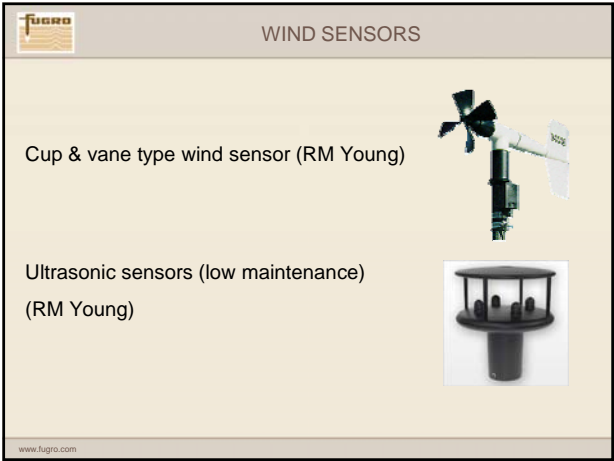 fugro
WIND SENSORS
Cup & vane type wind sensor (RM Young)
Ultrasonic sensors (low maintenance)
(RM Young)
www.fugro.com